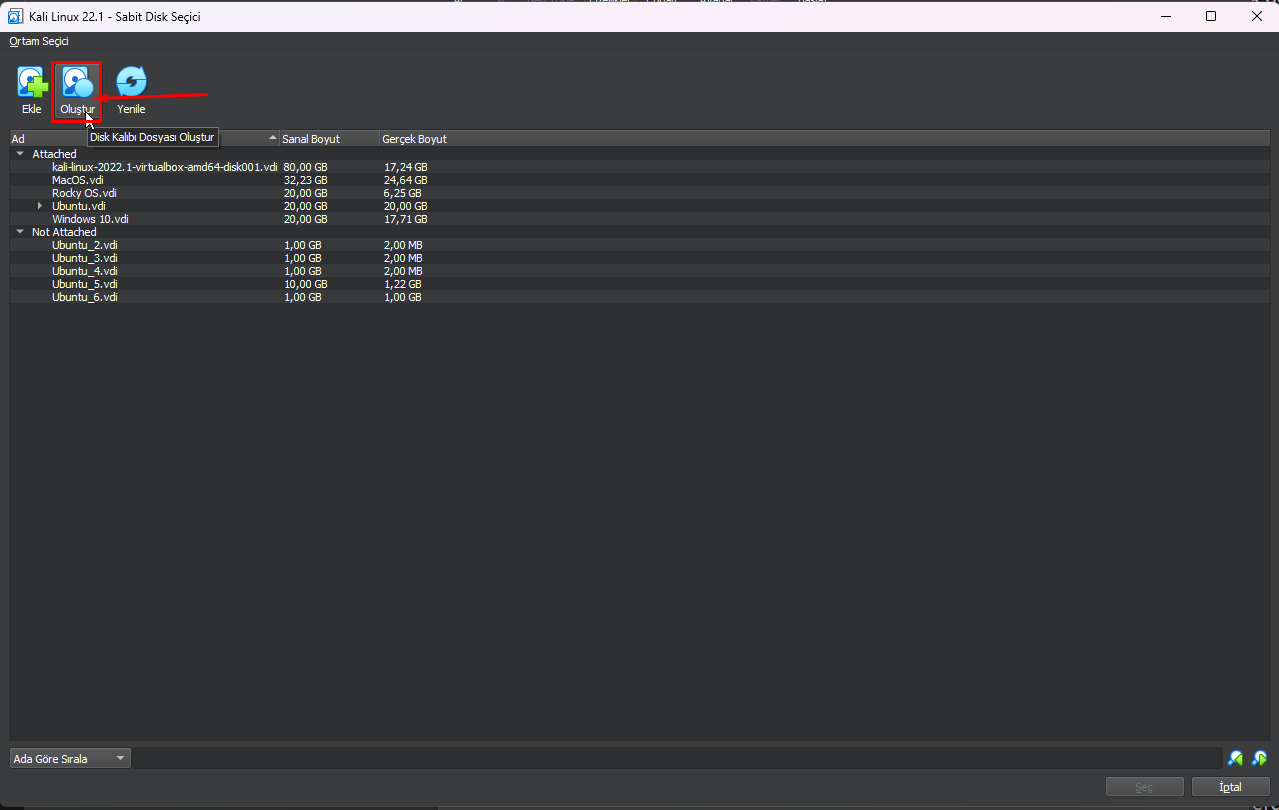 Kali Linux 22.1 - Sabit Disk Seçici
Ortam Seçici
Ekle Oluştur Yenile
Disk Kalıbı Dosyası Oluştur
Ad Sanal Boyut Gerçek Boyut
Attached
kali-linux-2022.1-virtualbox-amd64-disk001.vdi 80,00 GB 17,24 GB
MacOS.vdi 32,23 GB 24,64 GB
Rocky OS.vdi 20,00 GB 6,25 GB
Ubuntu.vdi 20,00 GB 20,00 GB
Windows 10.vdi 20,00 GB 17,71 GB
Not Attached
Ubuntu_2.vdi 1,00 GB 2,00 MB
Ubuntu_3.vdi 1,00 GB 2,00 MB
Ubuntu_4.vdi 1,00 GB 2,00 MB
Ubuntu_5.vdi 10,00 GB 1,22 GB
Ubuntu_6.vdi 1,00 GB 1,00 GB
Ada Göre Sırala
Seç İptal